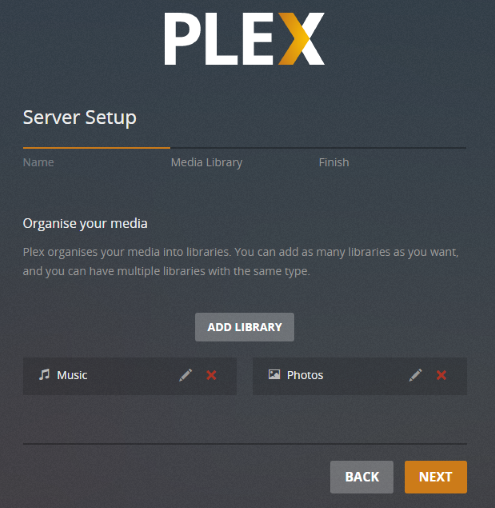 PLEX
Server Setup
Name
Media Library
Finish
Organise your media
Plex organises your media into libraries. You can add as many libraries as you want,
and you can have multiple libraries with the same type.
ADD LIBRARY
Music
Photos
BACK
NEXT